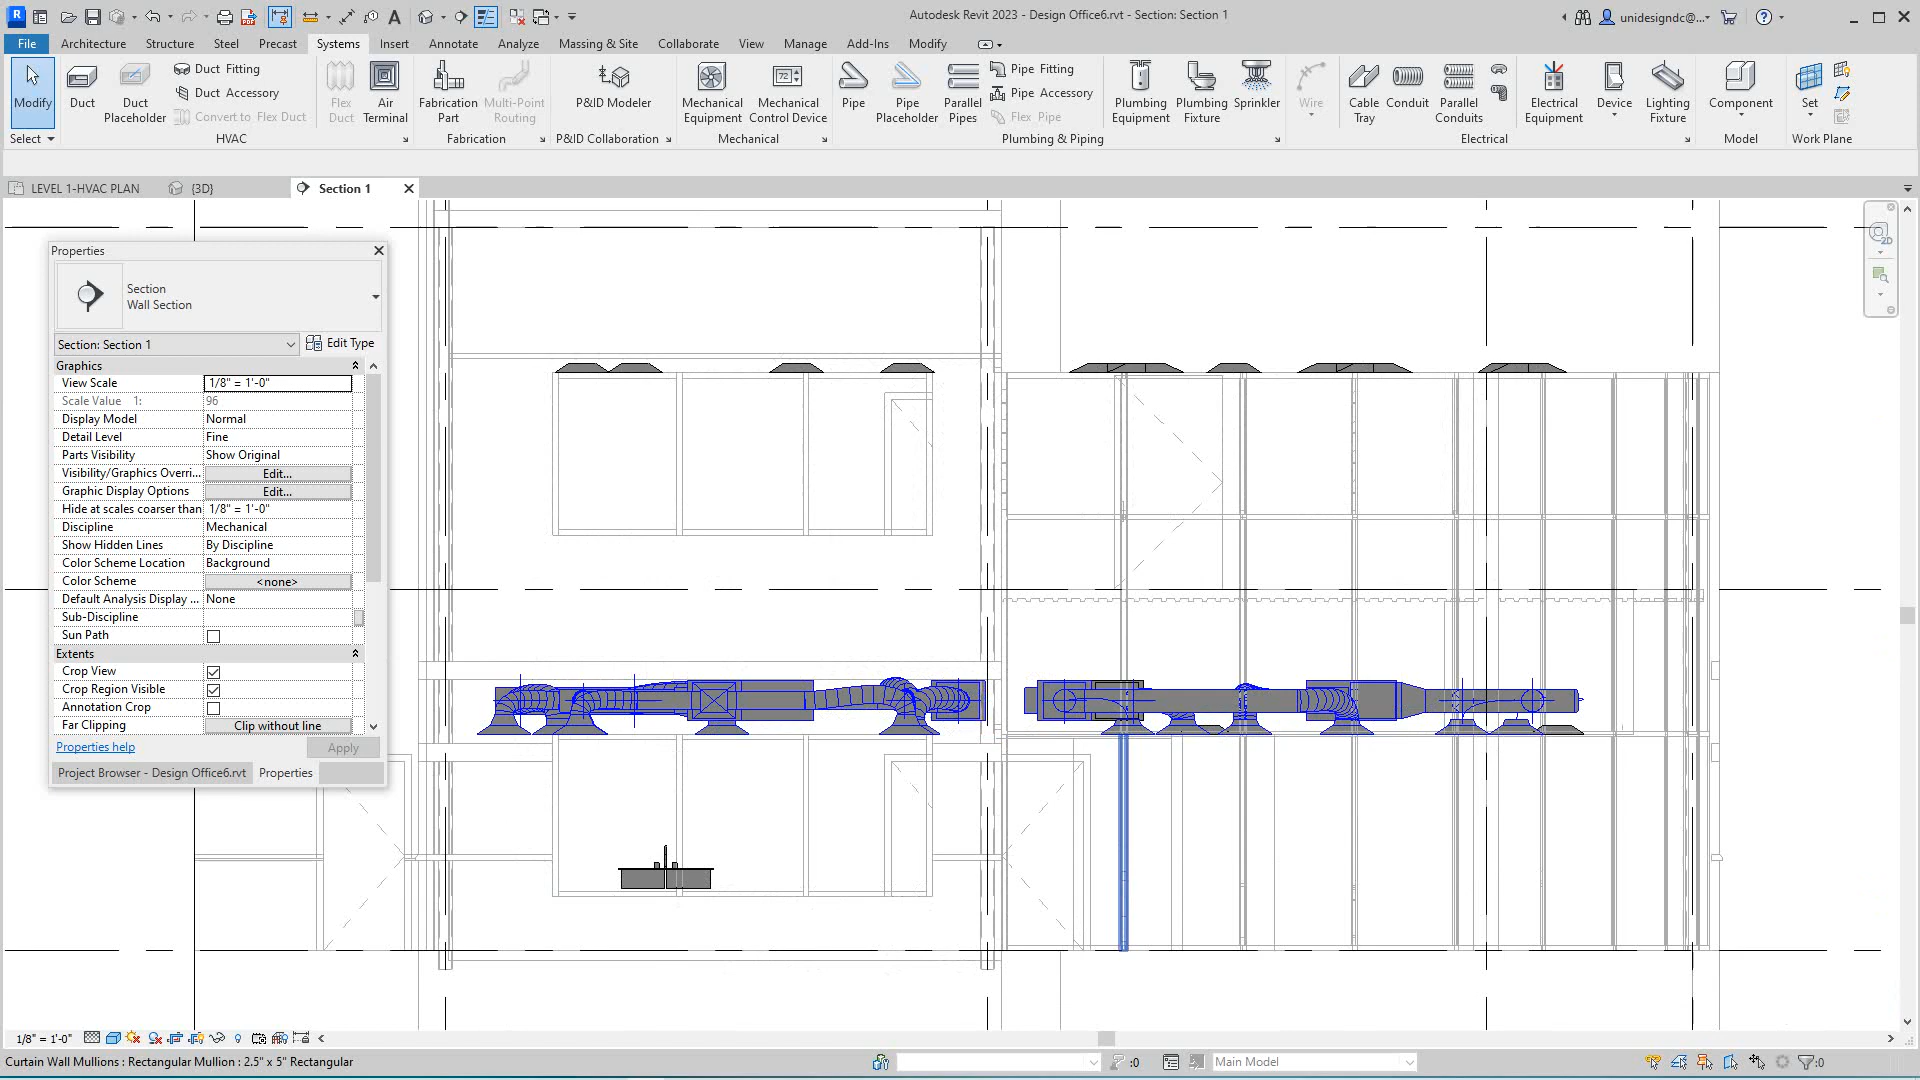 Autodesk Revit 2023 - Design Office6.rvt - Section: Section 1
unidesigndc@...
File Architecture Structure Steel Precast Systems Insert Annotate Analyze Massing & Site Collaborate View Manage Add-Ins Modify
Modify
Select
Duct
Duct Placeholder
Duct Fitting
Duct Accessory
Convert to Flex Duct
HVAC
Flex Duct
Air Terminal
Fabrication Part
Multi-Point Routing
Fabrication
P&ID Modeler
P&ID Collaboration
Mechanical Equipment
72
Mechanical Control Device
Mechanical
Pipe
Pipe Placeholder
Parallel Pipes
Pipe Fitting
Pipe Accessory
Flex Pipe
Plumbing Equipment
Plumbing Fixture
Sprinkler
Plumbing & Piping
Wire
Cable Tray
Conduit
Parallel Conduits
Electrical Equipment
Device
Lighting Fixture
Electrical
Component
Model
Set
Work Plane
LEVEL 1-HVAC PLAN
{3D}
Section 1
2D
Properties
Section
Wall Section
Section: Section 1
Edit Type
Graphics
View Scale 1/8" = 1'-0"
Scale Value 1: 96
Display Model Normal
Detail Level Fine
Parts Visibility Show Original
Visibility/Graphics Overri... Edit...
Graphic Display Options Edit...
Hide at scales coarser than 1/8" = 1'-0"
Discipline Mechanical
Show Hidden Lines By Discipline
Color Scheme Location Background
Color Scheme <none>
Default Analysis Display ... None
Sub-Discipline
Sun Path
Extents
Crop View
Crop Region Visible
Annotation Crop
Far Clipping Clip without line
Properties help
Apply
Project Browser - Design Office6.rvt Properties
1/8" = 1'-0"
Curtain Wall Mullions : Rectangular Mullion : 2.5" x 5" Rectangular
:0
Main Model
:0